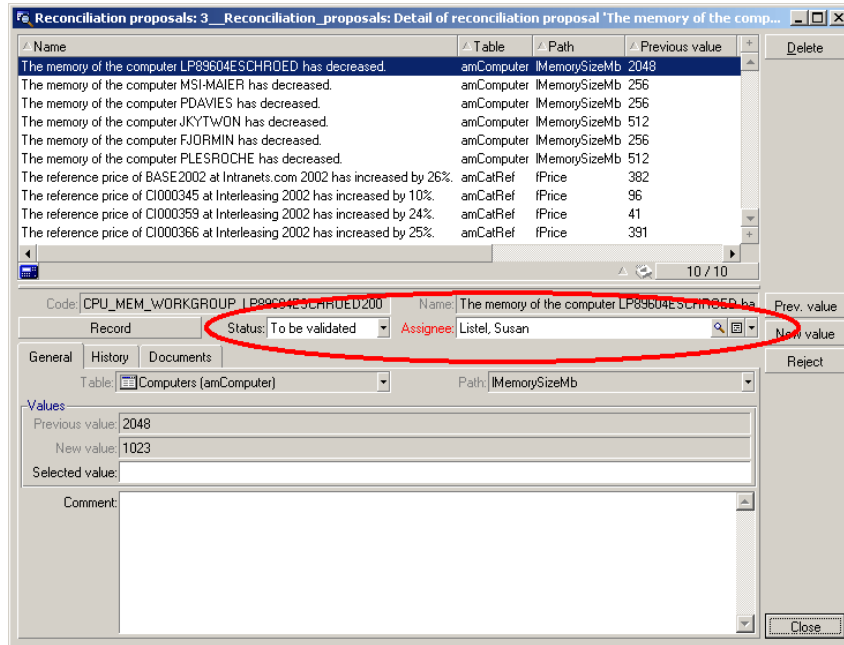 Reconciliation proposals: 3__Reconciliation_proposals: Detail of reconciliation proposal 'The memory of the comp...
Name Table Path Previous value
The memory of the computer LP89604ESCHROED has decreased. amComputer lMemorySizeMb 2048
The memory of the computer MSI-MAIER has decreased. amComputer lMemorySizeMb 256
The memory of the computer PDAVIES has decreased. amComputer lMemorySizeMb 256
The memory of the computer JKYTWON has decreased. amComputer lMemorySizeMb 512
The memory of the computer FJORMIN has decreased. amComputer lMemorySizeMb 256
The memory of the computer PLESROCHE has decreased. amComputer lMemorySizeMb 512
The reference price of BASE2002 at Intranets.com 2002 has increased by 26%. amCatRef fPrice 382
The reference price of CI000345 at Interleasing 2002 has increased by 10%. amCatRef fPrice 96
The reference price of CI000359 at Interleasing 2002 has increased by 24%. amCatRef fPrice 41
The reference price of CI000366 at Interleasing 2002 has increased by 25%. amCatRef fPrice 391
10 / 10
Delete
Code: CPU_MEM_WORKGROUP_LP89604ESCHROED200 Name: The memory of the computer LP89604ESCHROED ha
Prev. value
Record Status: To be validated Assignee: Listel, Susan
New value
Reject
General History Documents
Table: Computers (amComputer) Path: lMemorySizeMb
Values
Previous value: 2048
New value: 1023
Selected value:
Comment:
Close